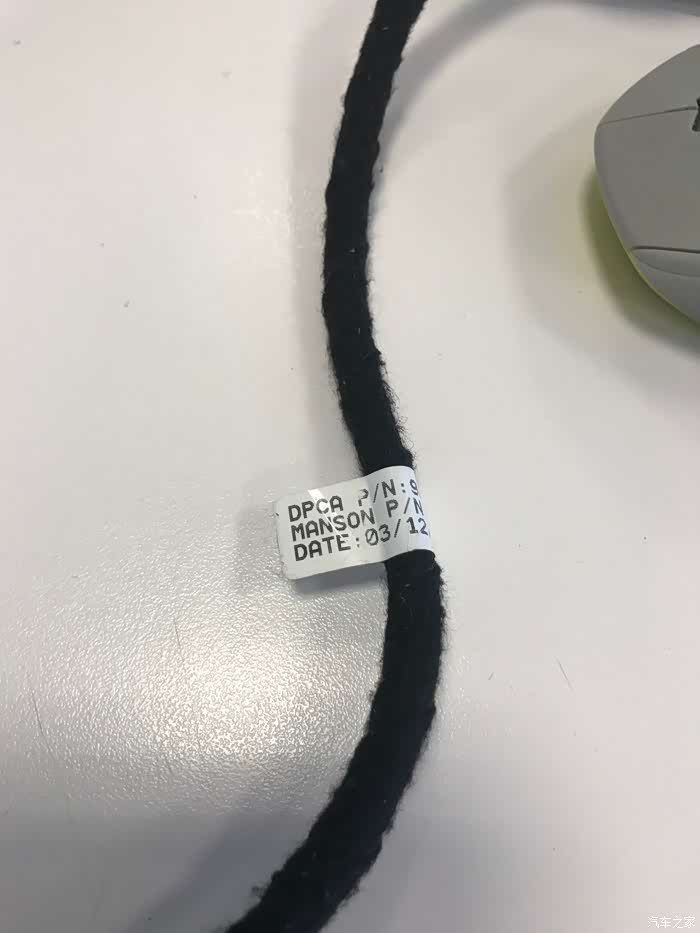 DPCA P/N:9
MANSON P/N
DATE:03/12
汽车之家